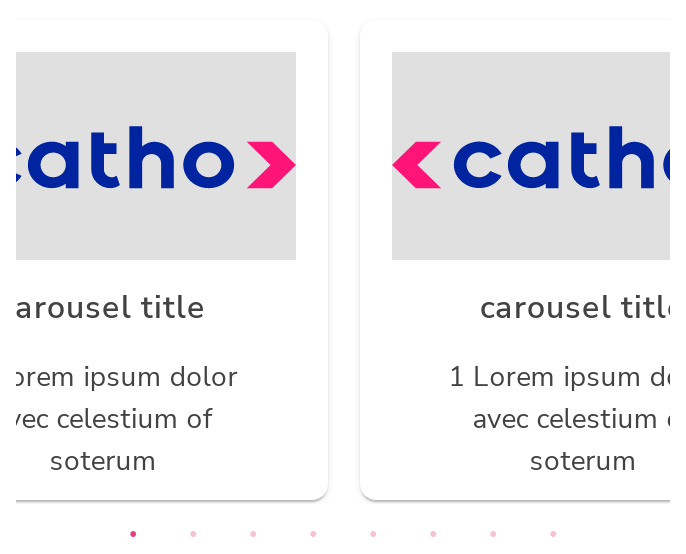 catho
catho
arousel title
carousel title
orem ipsum dolor
vec celestium of
soterum
1 Lorem ipsum do
avec celestium
soterum